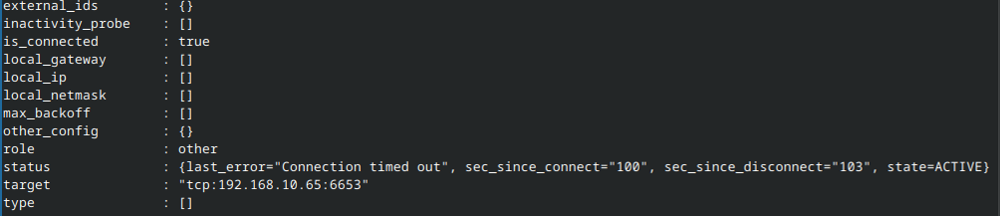 external_ids : {}
inactivity_probe : []
is_connected : true
local_gateway : []
local_ip : []
local_netmask : []
max_backoff : []
other_config : {}
role : other
status : {last_error="Connection timed out", sec_since_connect="100", sec_since_disconnect="103", state=ACTIVE}
target : "tcp:192.168.10.65:6653"
type : []